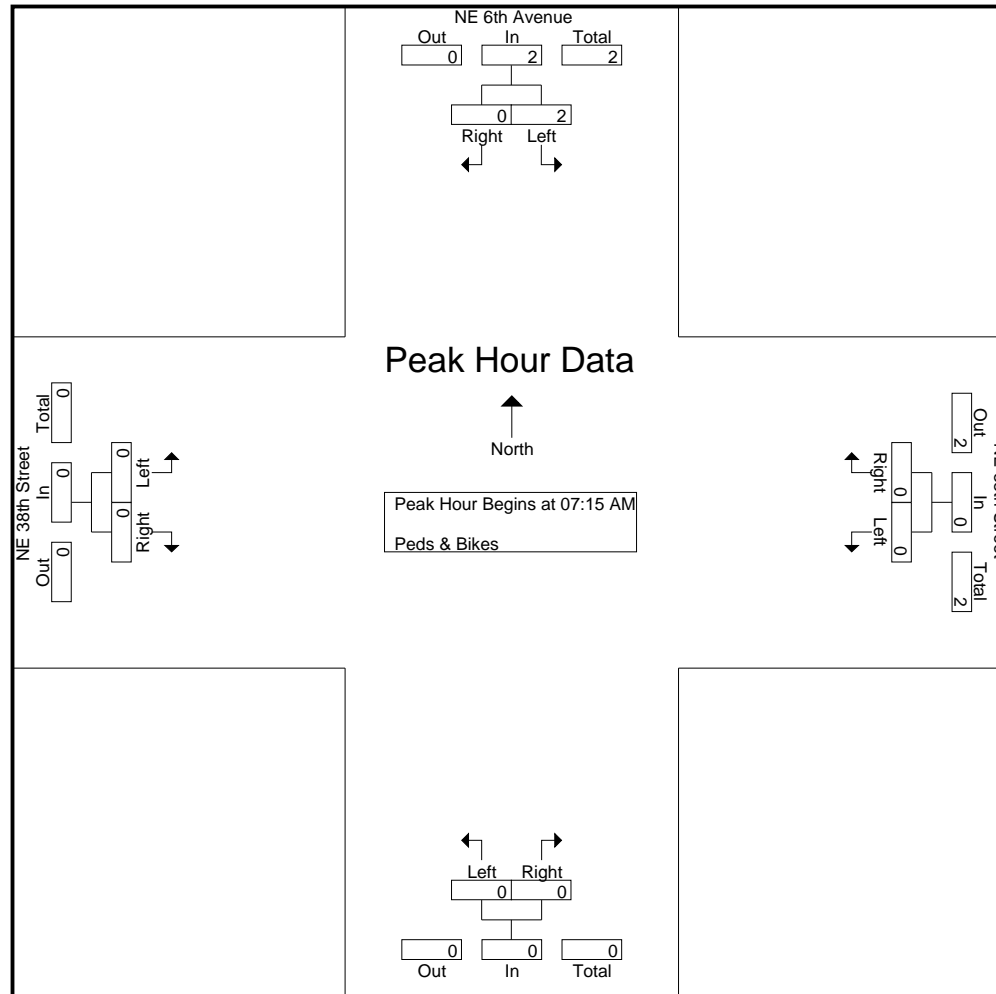 NE 6th Avenue
Out In Total
0 2 2
0 2
Right Left
Peak Hour Data
North
Peak Hour Begins at 07:15 AM
Peds & Bikes
NE 38th Street
Total In Out
0 0 0
0 0
Left Right
Right Left
0 0
Out In Total
2 0 2
Street
Left Right
0 0
0 0 0
Out In Total